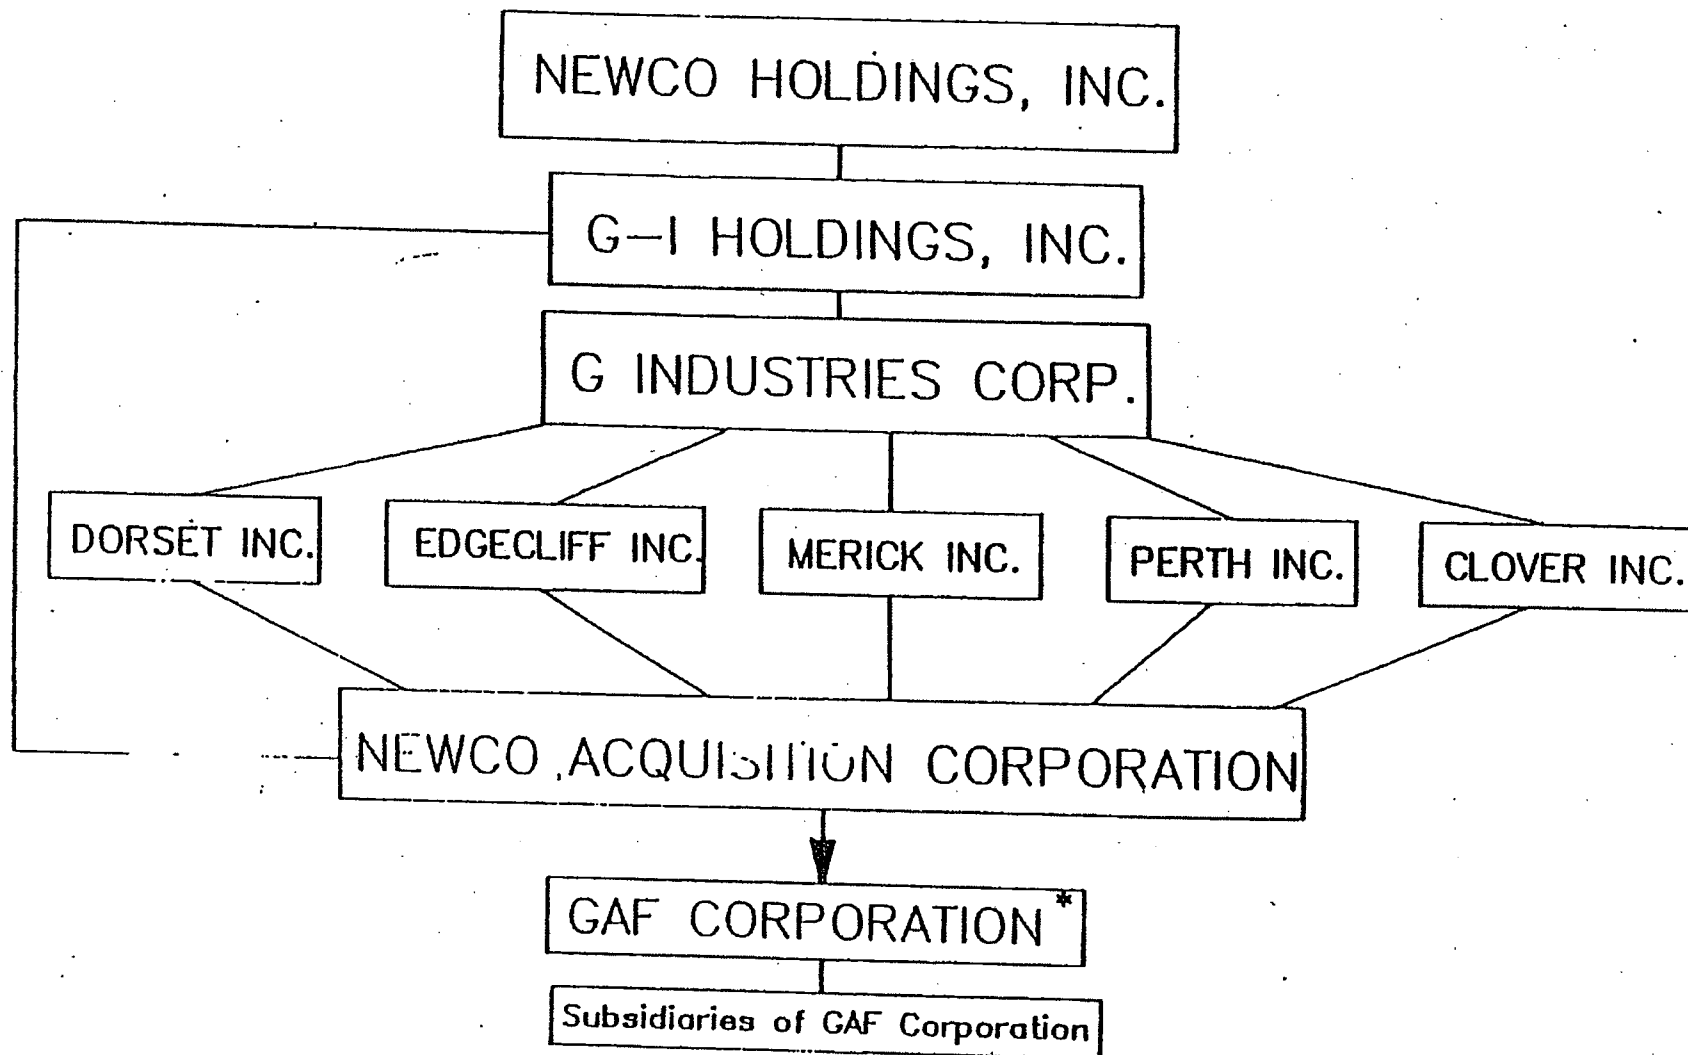 NEWCO HOLDINGS, INC.
G-I HOLDINGS, INC.
G INDUSTRIES CORP.
DORSET INC.
EDGECLIFF INC.
MERICK INC.
PERTH INC.
CLOVER INC.
NEWCO ACQUISITION CORPORATION
GAF CORPORATION*
Subsidiaries of GAF Corporation